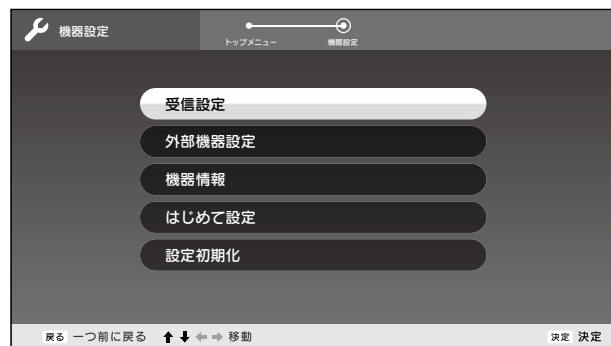 機器設定
トップメニュー 機器設定
受信設定
外部機器設定
機器情報
はじめて設定
設定初期化
戻る 一つ前に戻る ↑↓←→ 移動 決定 決定